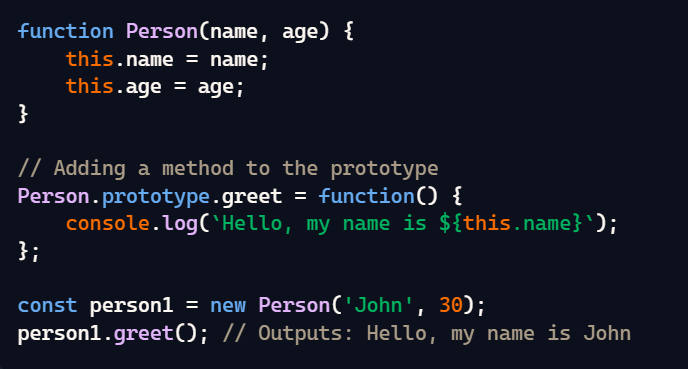 function Person(name, age) {
    this.name = name;
    this.age = age;
}

// Adding a method to the prototype
Person.prototype.greet = function() {
    console.log(`Hello, my name is ${this.name}`);
};

const person1 = new Person('John', 30);
person1.greet(); // Outputs: Hello, my name is John